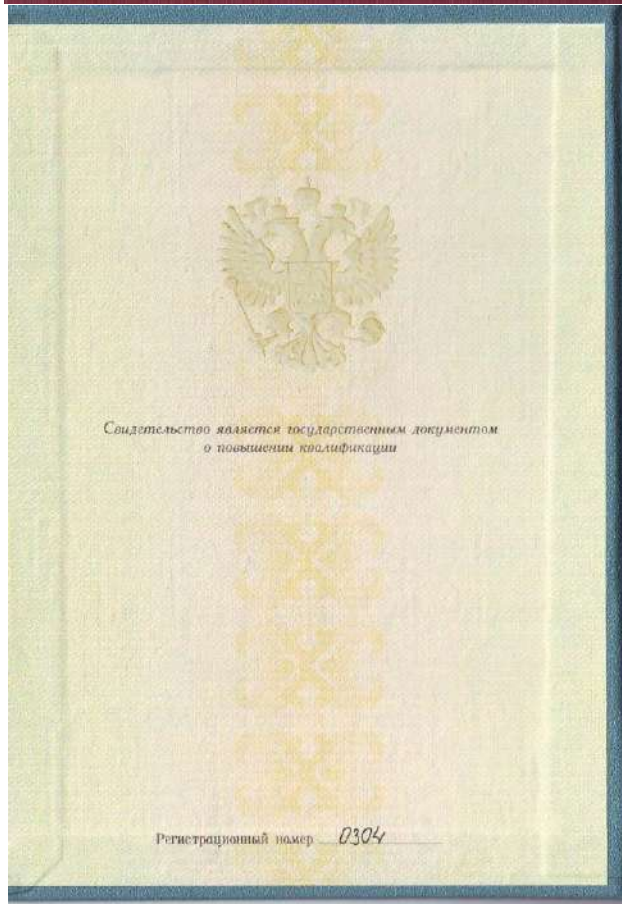 Свидетельство является государственным документом
о повышении квалификации
Регистрационный номер 0304